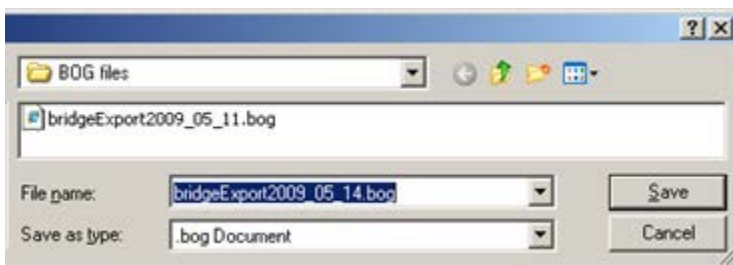 BOG files
bridgeExport2009_05_11.bog
File name: bridgeExport2009_05_14.bog Save
Save as type: .bog Document Cancel